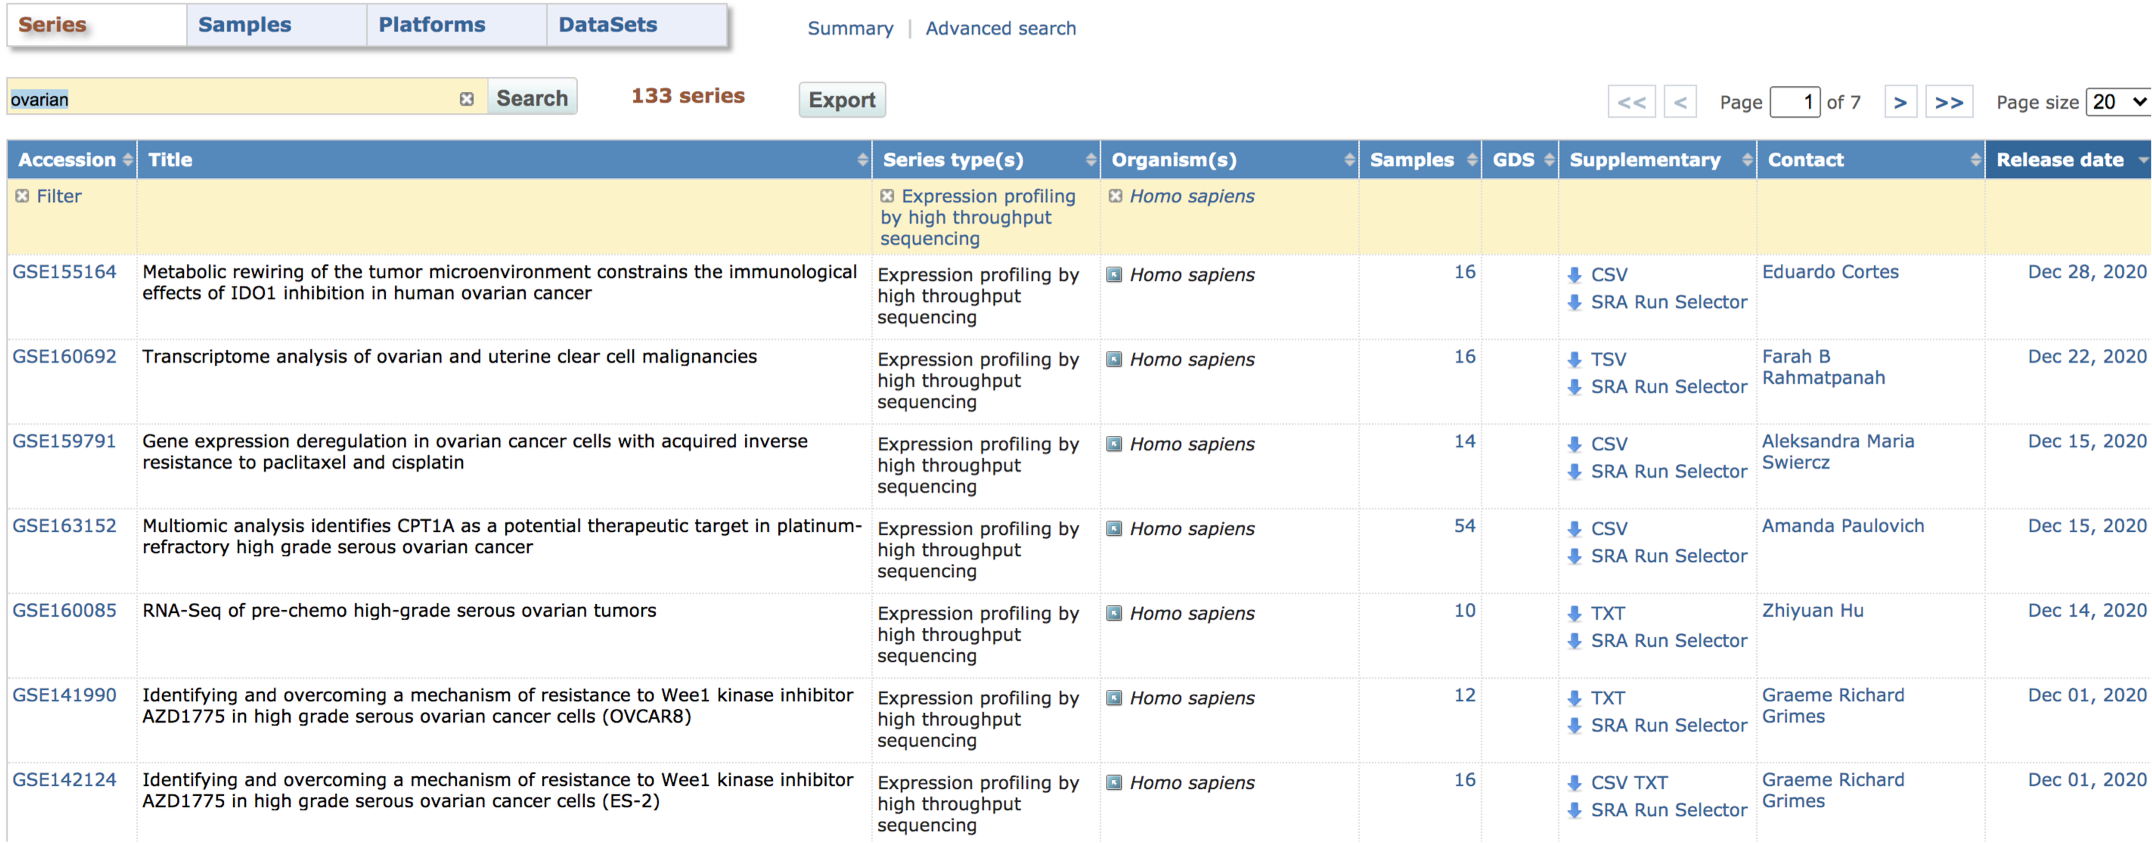 Series Samples Platforms DataSets Summary | Advanced search
ovarian Search 133 series Export << < Page 1 of 7 > >> Page size 20
Accession Title Series type(s) Organism(s) Samples GDS Supplementary Contact Release date
Filter Expression profiling by high throughput sequencing Homo sapiens
GSE155164 Metabolic rewiring of the tumor microenvironment constrains the immunological
effects of IDO1 inhibition in human ovarian cancer
Expression profiling by
high throughput
sequencing
Homo sapiens
16
CSV
SRA Run Selector
Eduardo Cortes
Dec 28, 2020
GSE160692 Transcriptome analysis of ovarian and uterine clear cell malignancies
Expression profiling by
high throughput
sequencing
Homo sapiens
16
TSV
SRA Run Selector
Farah B
Rahmatpanah
Dec 22, 2020
GSE159791 Gene expression deregulation in ovarian cancer cells with acquired inverse
resistance to paclitaxel and cisplatin
Expression profiling by
high throughput
sequencing
Homo sapiens
14
CSV
SRA Run Selector
Aleksandra Maria
Swiercz
Dec 15, 2020
GSE163152 Multiomic analysis identifies CPT1A as a potential therapeutic target in platinum-
refractory high grade serous ovarian cancer
Expression profiling by
high throughput
sequencing
Homo sapiens
54
CSV
SRA Run Selector
Amanda Paulovich
Dec 15, 2020
GSE160085 RNA-Seq of pre-chemo high-grade serous ovarian tumors
Expression profiling by
high throughput
sequencing
Homo sapiens
10
TXT
SRA Run Selector
Zhiyuan Hu
Dec 14, 2020
GSE141990 Identifying and overcoming a mechanism of resistance to Wee1 kinase inhibitor
AZD1775 in high grade serous ovarian cancer cells (OVCAR8)
Expression profiling by
high throughput
sequencing
Homo sapiens
12
TXT
SRA Run Selector
Graeme Richard
Grimes
Dec 01, 2020
GSE142124 Identifying and overcoming a mechanism of resistance to Wee1 kinase inhibitor
AZD1775 in high grade serous ovarian cancer cells (ES-2)
Expression profiling by
high throughput
sequencing
Homo sapiens
16
CSV TXT
SRA Run Selector
Graeme Richard
Grimes
Dec 01, 2020